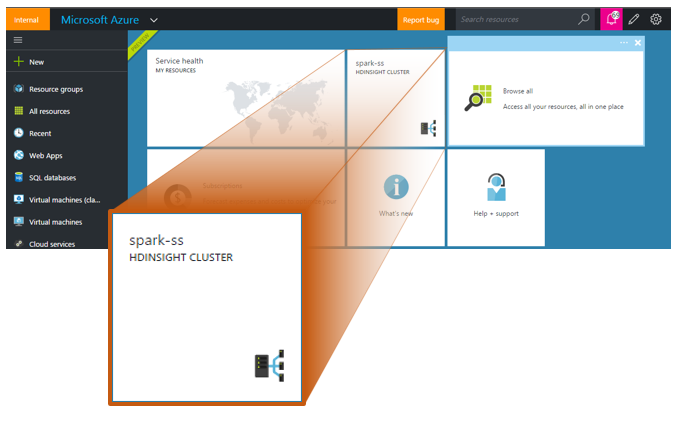 Internal
Microsoft Azure
Report bug
Search resources
PREVIEW
New
Resource groups
All resources
Recent
Web Apps
SQL databases
Virtual machines (cla...
Virtual machines
Cloud services
Service health
MY RESOURCES
spark-ss
HDINSIGHT CLUSTER
Browse all
Access all your resources, all in one place
Subscriptions
your
What's new
Help + support
spark-ss
HDINSIGHT CLUSTER